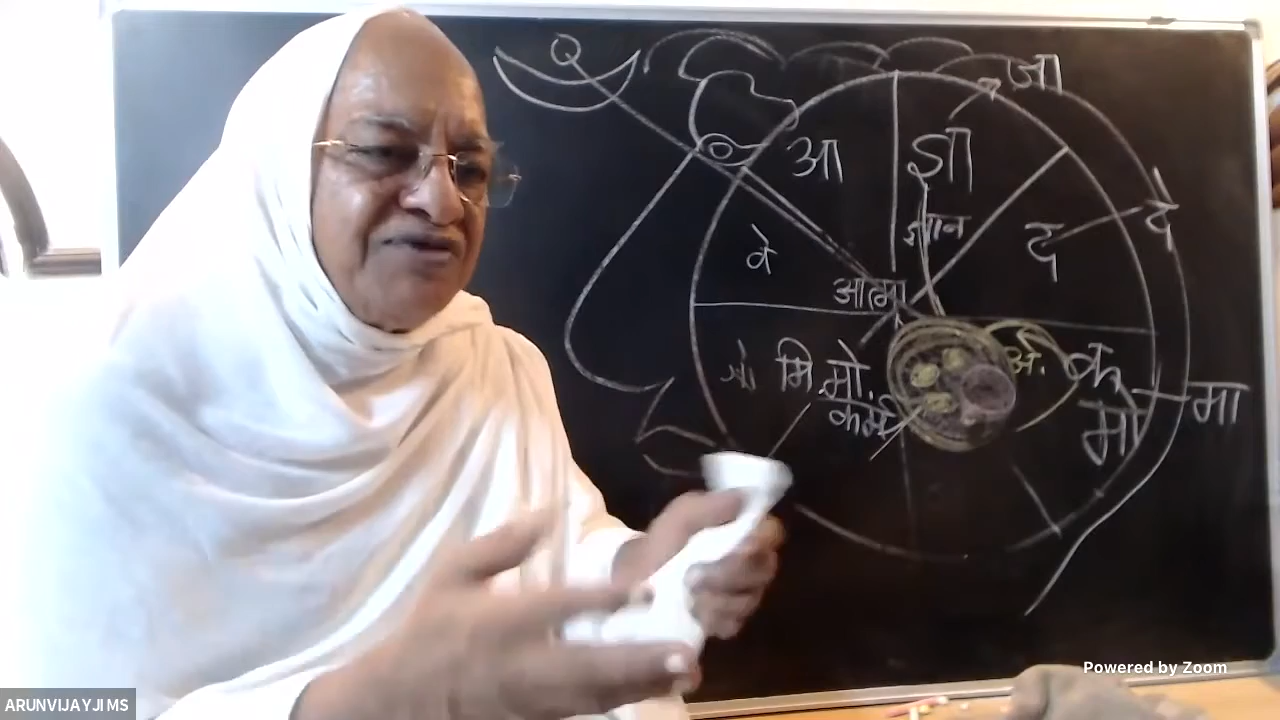 जा
आ
ज्ञा
ज्ञान
द
दे
वे
आत्मा
अं.
मि.
मो.
कर्म
क
मो
मा
Powered by Zoom
ARUNVIJAYJI MS